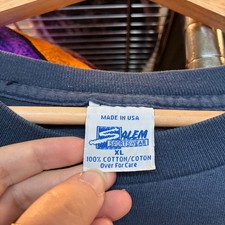 MADE IN USA
SALEM
SPORTSWEAR
XL
100% COTTON/COTON
Over For Care